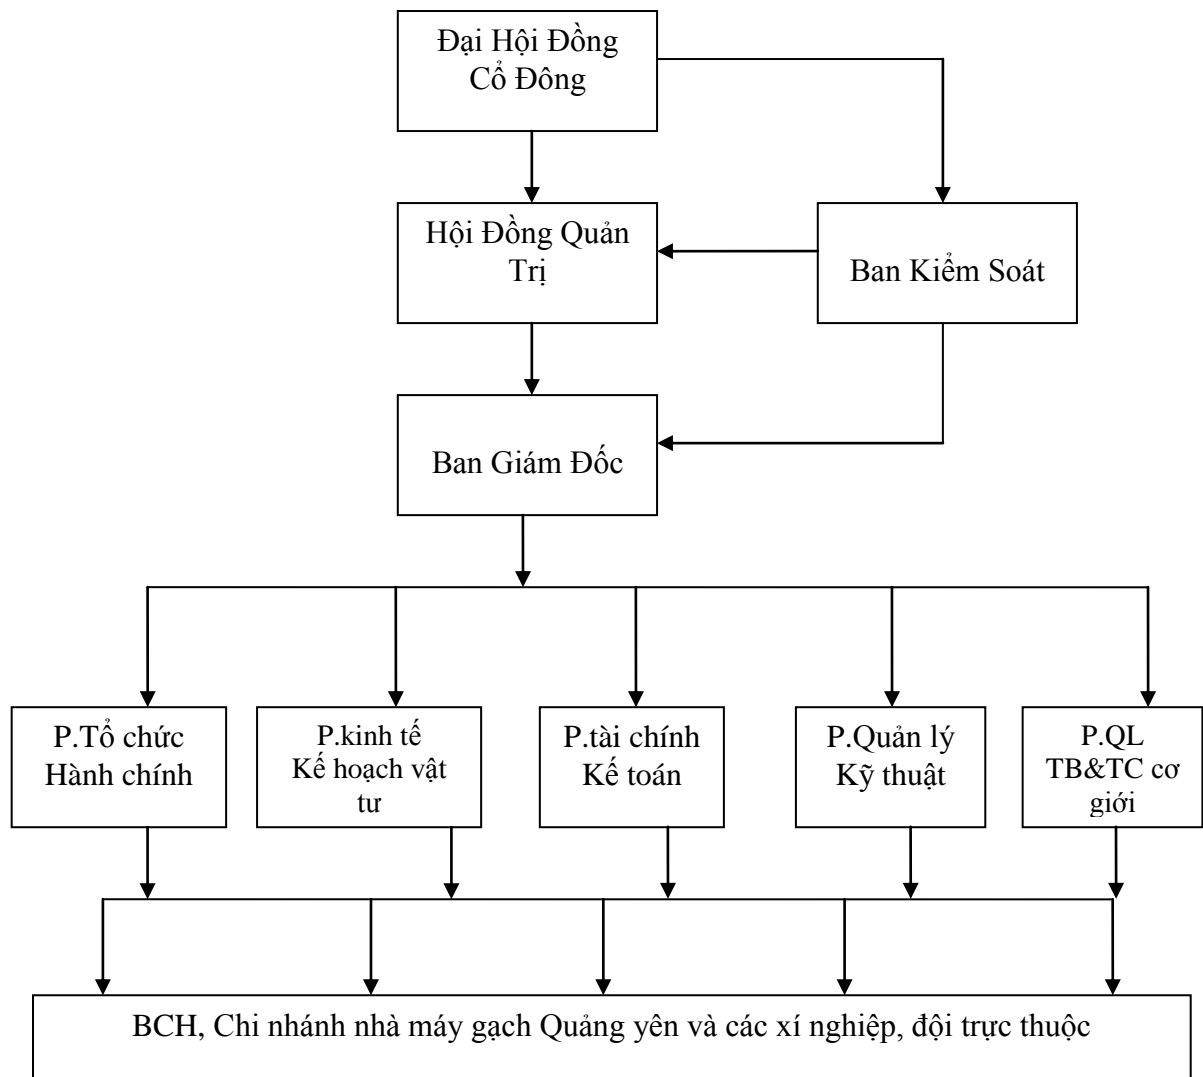 Đại Hội Đồng
Cổ Đông
Hội Đồng Quản
Trị
Ban Kiểm Soát
Ban Giám Đốc
P.Tổ chức
Hành chính
P.kinh tế
Kế hoạch vật
tư
P.tài chính
Kế toán
P.Quản lý
Kỹ thuật
P.QL
TB&TC cơ
giới
BCH, Chi nhánh nhà máy gạch Quảng yên và các xí nghiệp, đội trực thuộc